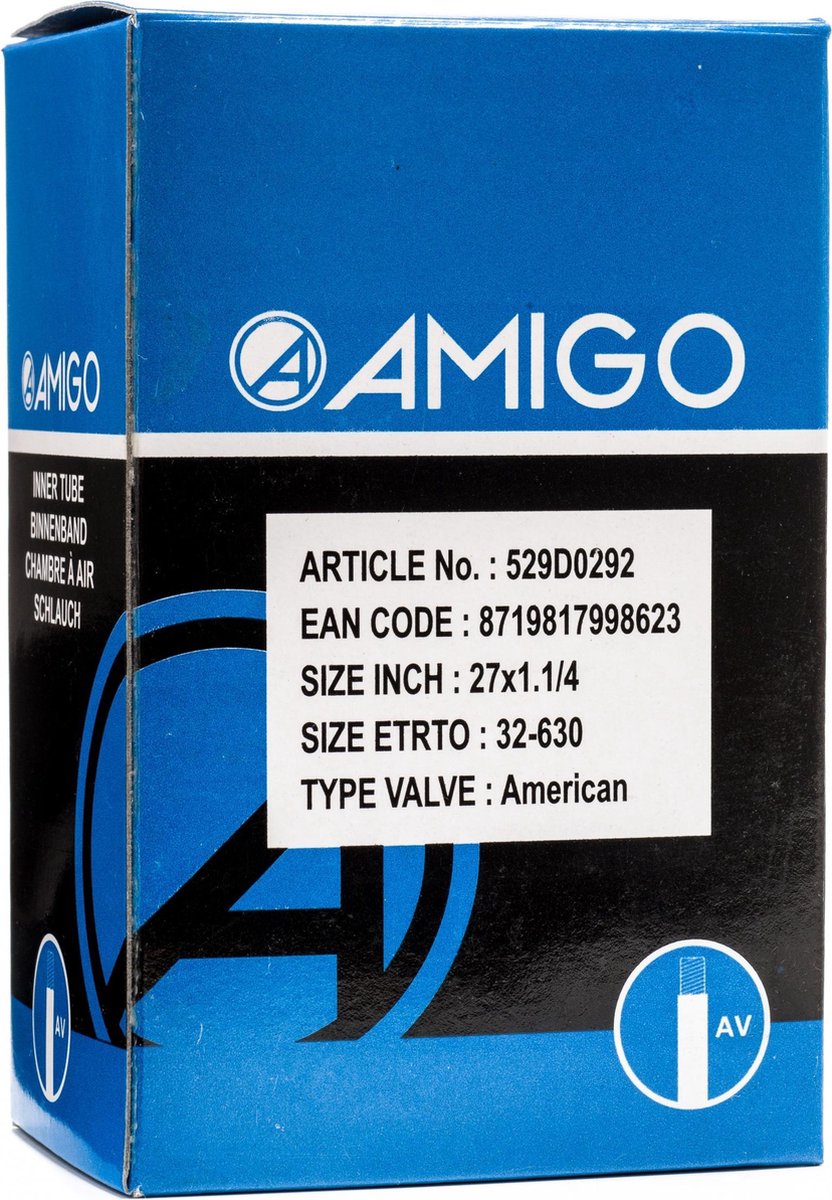 AMIGO
INNER TUBE
BINNENBAND
CHAMBRE À AIR
SCHLAUCH
AV
AMIGO
ARTICLE No. : 529D0292
EAN CODE : 8719817998623
SIZE INCH : 27x1.1/4
SIZE ETRTO : 32-630
TYPE VALVE : American
AV